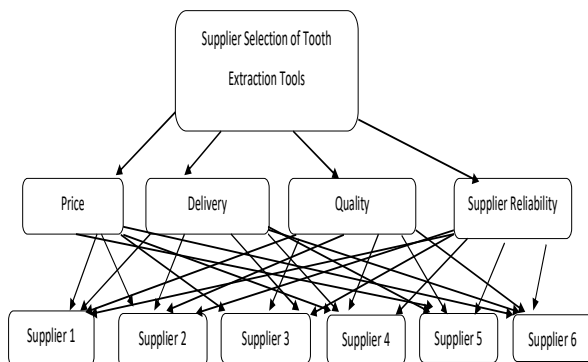 Supplier Selection of Tooth
Extraction Tools
Price
Delivery
Quality
Supplier Reliability
Supplier 1
Supplier 2
Supplier 3
Supplier 4
Supplier 5
Supplier 6